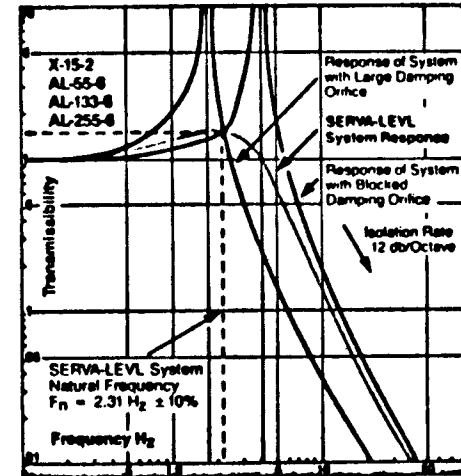 X-15-2
AL-55-6
AL-133-6
AL-255-6
Response of System
with Large Damping
Orifice
SERVA-LEVL
System Response
Response of System
with Blocked
Damping Orifice
Isolation Rate
12 db/Octave
Transmissibility
SERVA-LEVL System
Natural Frequency
Fn = 2.31 Hz ±10%
Frequency Hz